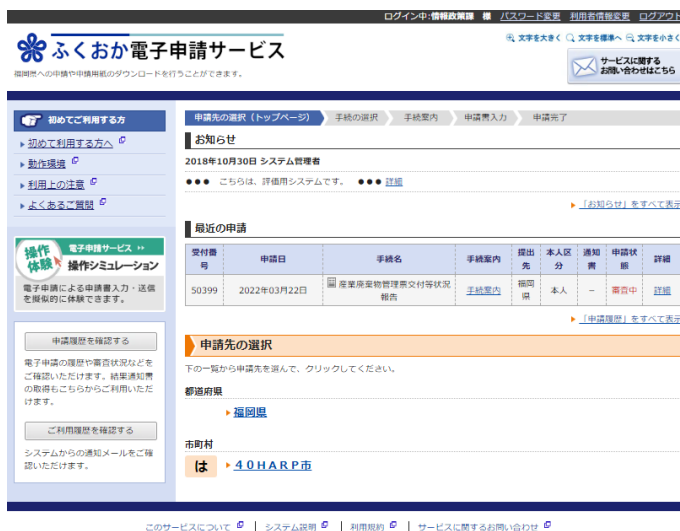 ログイン中:情報政策課 様 パスワード変更 利用者情報変更 ログアウト
ふくおか電子申請サービス
福岡県への申請や申請用紙のダウンロードを行うことができます。
文字を大きく 文字を標準へ 文字を小さく
サービスに関する
お問い合わせはこちら
初めてご利用する方
初めて利用する方へ
動作環境
利用上の注意
よくあるご質問
操作体験 電子申請サービス
操作シミュレーション
電子申請による申請書入力・送信
を擬似的に体験できます。
申請履歴を確認する
電子申請の履歴や審査状況などを
ご確認いただけます。結果通知書
の取得もこちらからご利用いただ
けます。
ご利用履歴を確認する
システムからの通知メールをご確
認いただけます。
申請先の選択（トップページ） 手続の選択 手続案内 申請書入力 申請完了
お知らせ
2018年10月30日 システム管理者
●●● こちらは、評価用システムです。 ●●● 詳細
「お知らせ」をすべて表示
最近の申請
受付番号 申請日 手続名 手続案内 提出先 本人区分 通知書 申請状態 詳細
50399 2022年03月22日 産業廃棄物管理票交付等状況報告 手続案内 福岡県 本人 － 審査中 詳細
「申請履歴」をすべて表示
申請先の選択
下の一覧から申請先を選んで、クリックしてください。
都道府県
福岡県
市町村
は ４０ＨＡＲＰ市
このサービスについて | システム説明 | 利用規約 | サービスに関するお問い合わせ